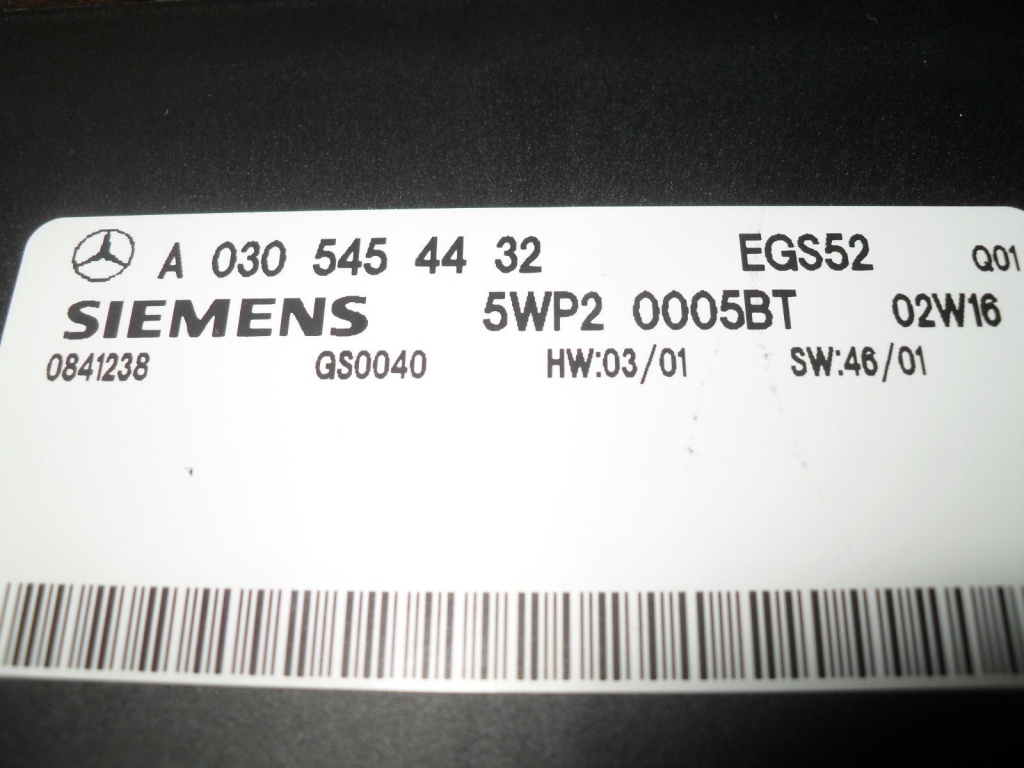 A 030 545 44 32 EGS52 Q01
SIEMENS 5WP2 0005BT 02W16
0841238 GS0040 HW:03/01 SW:46/01